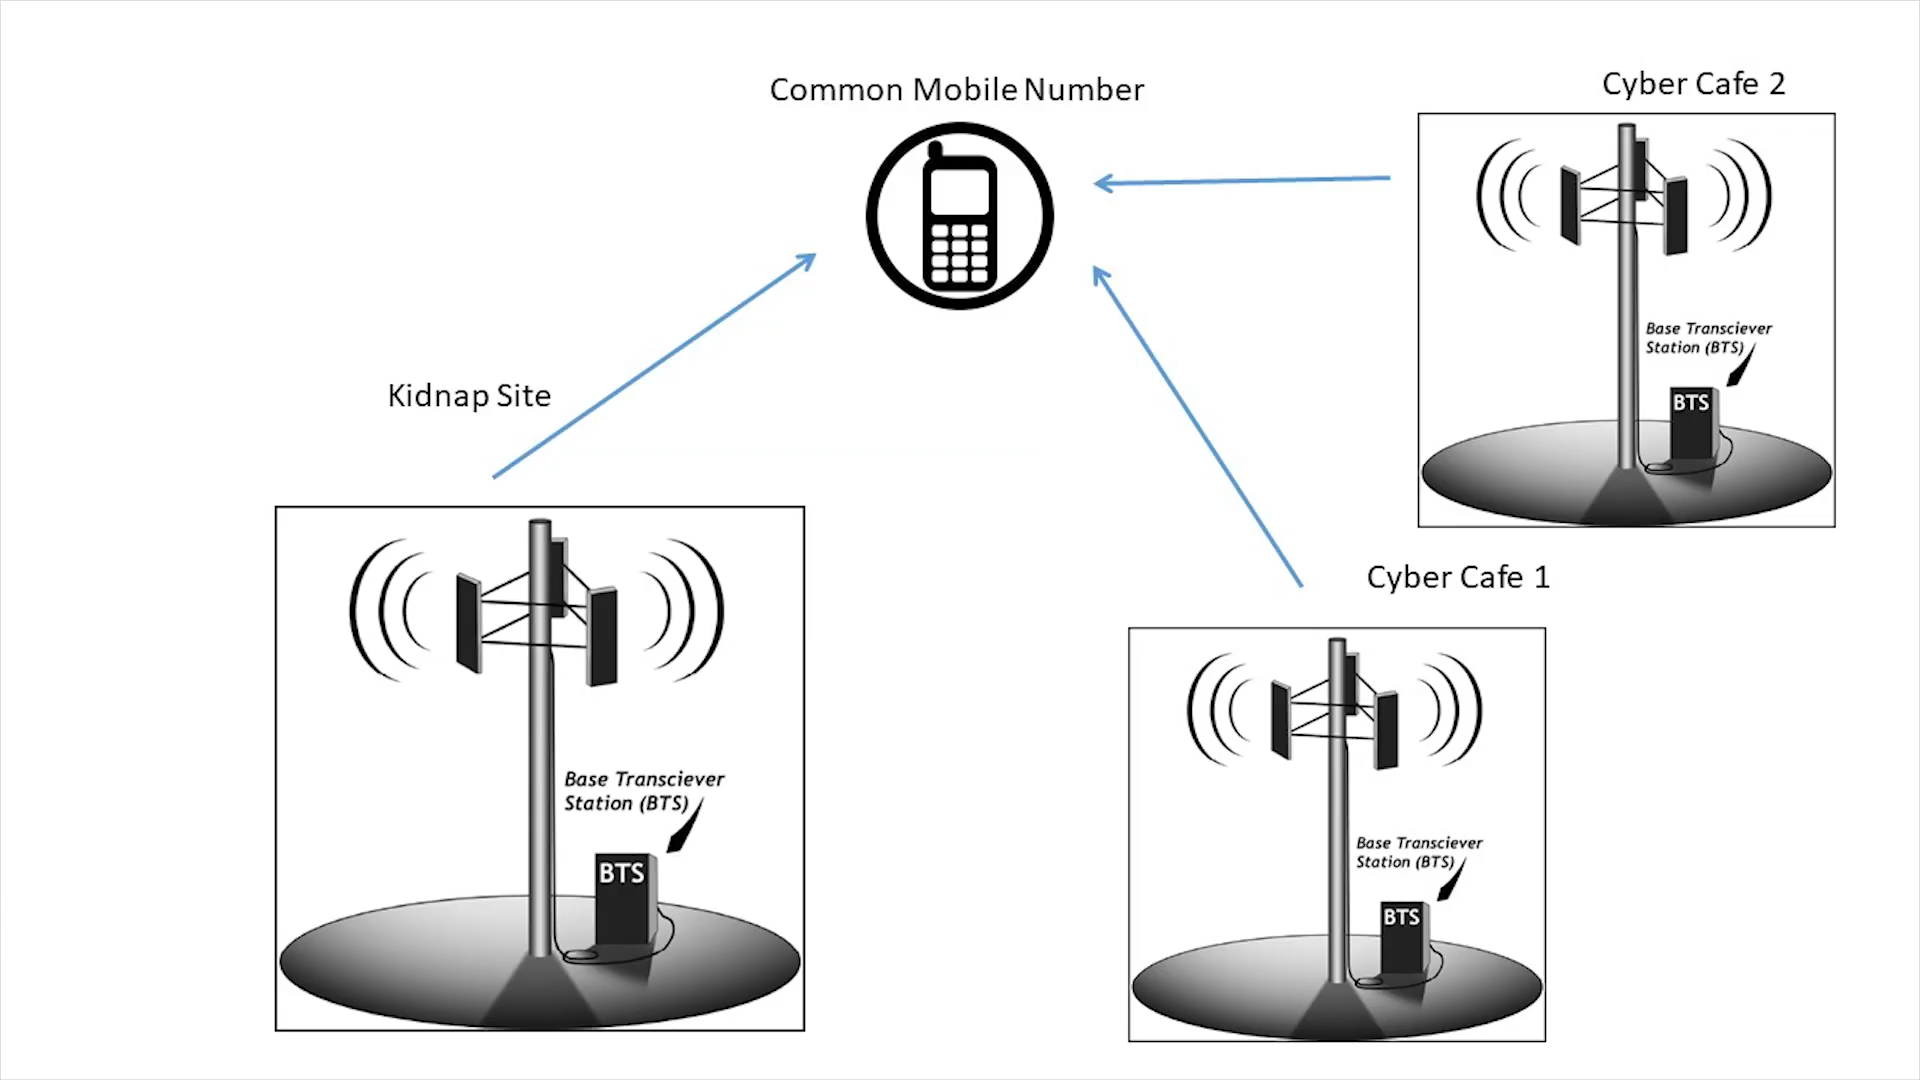 Common Mobile Number
Cyber Cafe 2
Base Transciever
Station (BTS)
BTS
Kidnap Site
Base Transciever
Station (BTS)
BTS
Cyber Cafe 1
Base Transciever
Station (BTS)
BTS